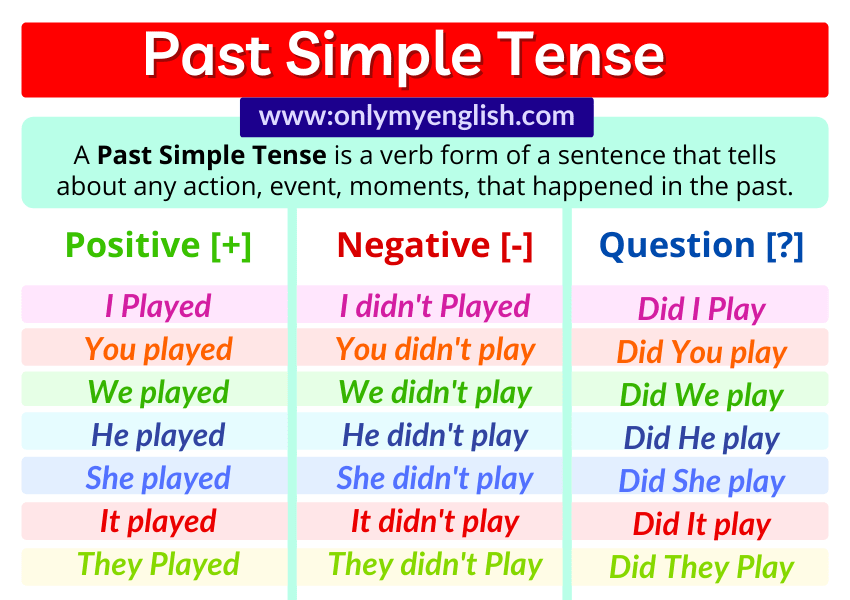 Past Simple Tense
www.onlymyenglish.com
A Past Simple Tense is a verb form of a sentence that tells
about any action, event, moments, that happened in the past.
Positive [+] Negative [-] Question [?]
I Played I didn't Played Did I Play
You played You didn't play Did You play
We played We didn't play Did We play
He played He didn't play Did He play
She played She didn't play Did She play
It played It didn't play Did It play
They Played They didn't Play Did They Play